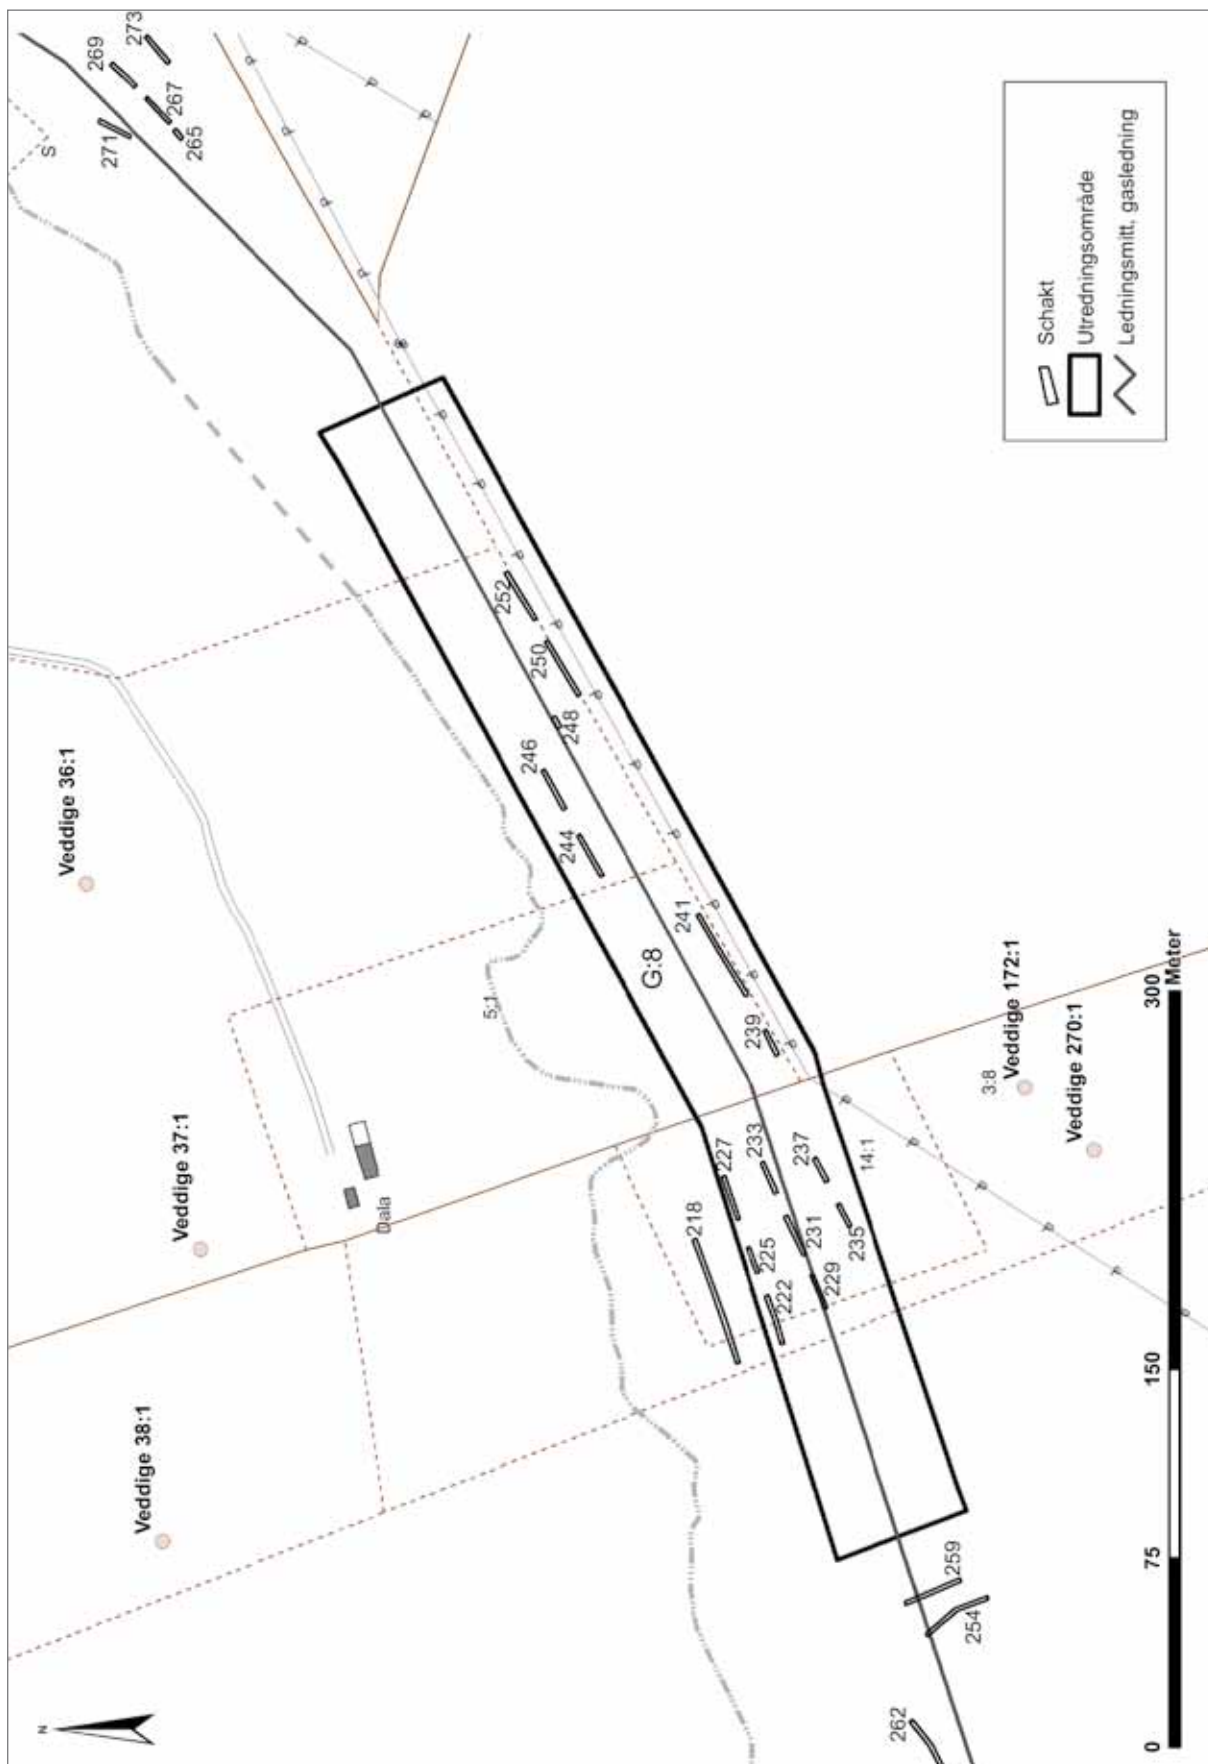 N
Veddige 38:1
Veddige 37:1
Veddige 36:1
S
271
269
273
267
265
Dala
5:1
G:8
218
227
225
222
233
231
229
237
235
239
241
244
246
248
250
252
14:1
3:8
Veddige 172:1
Veddige 270:1
262
254
259
0 75 150 300
Meter
Schakt
Utredningsområde
Ledningsmitt, gasledning